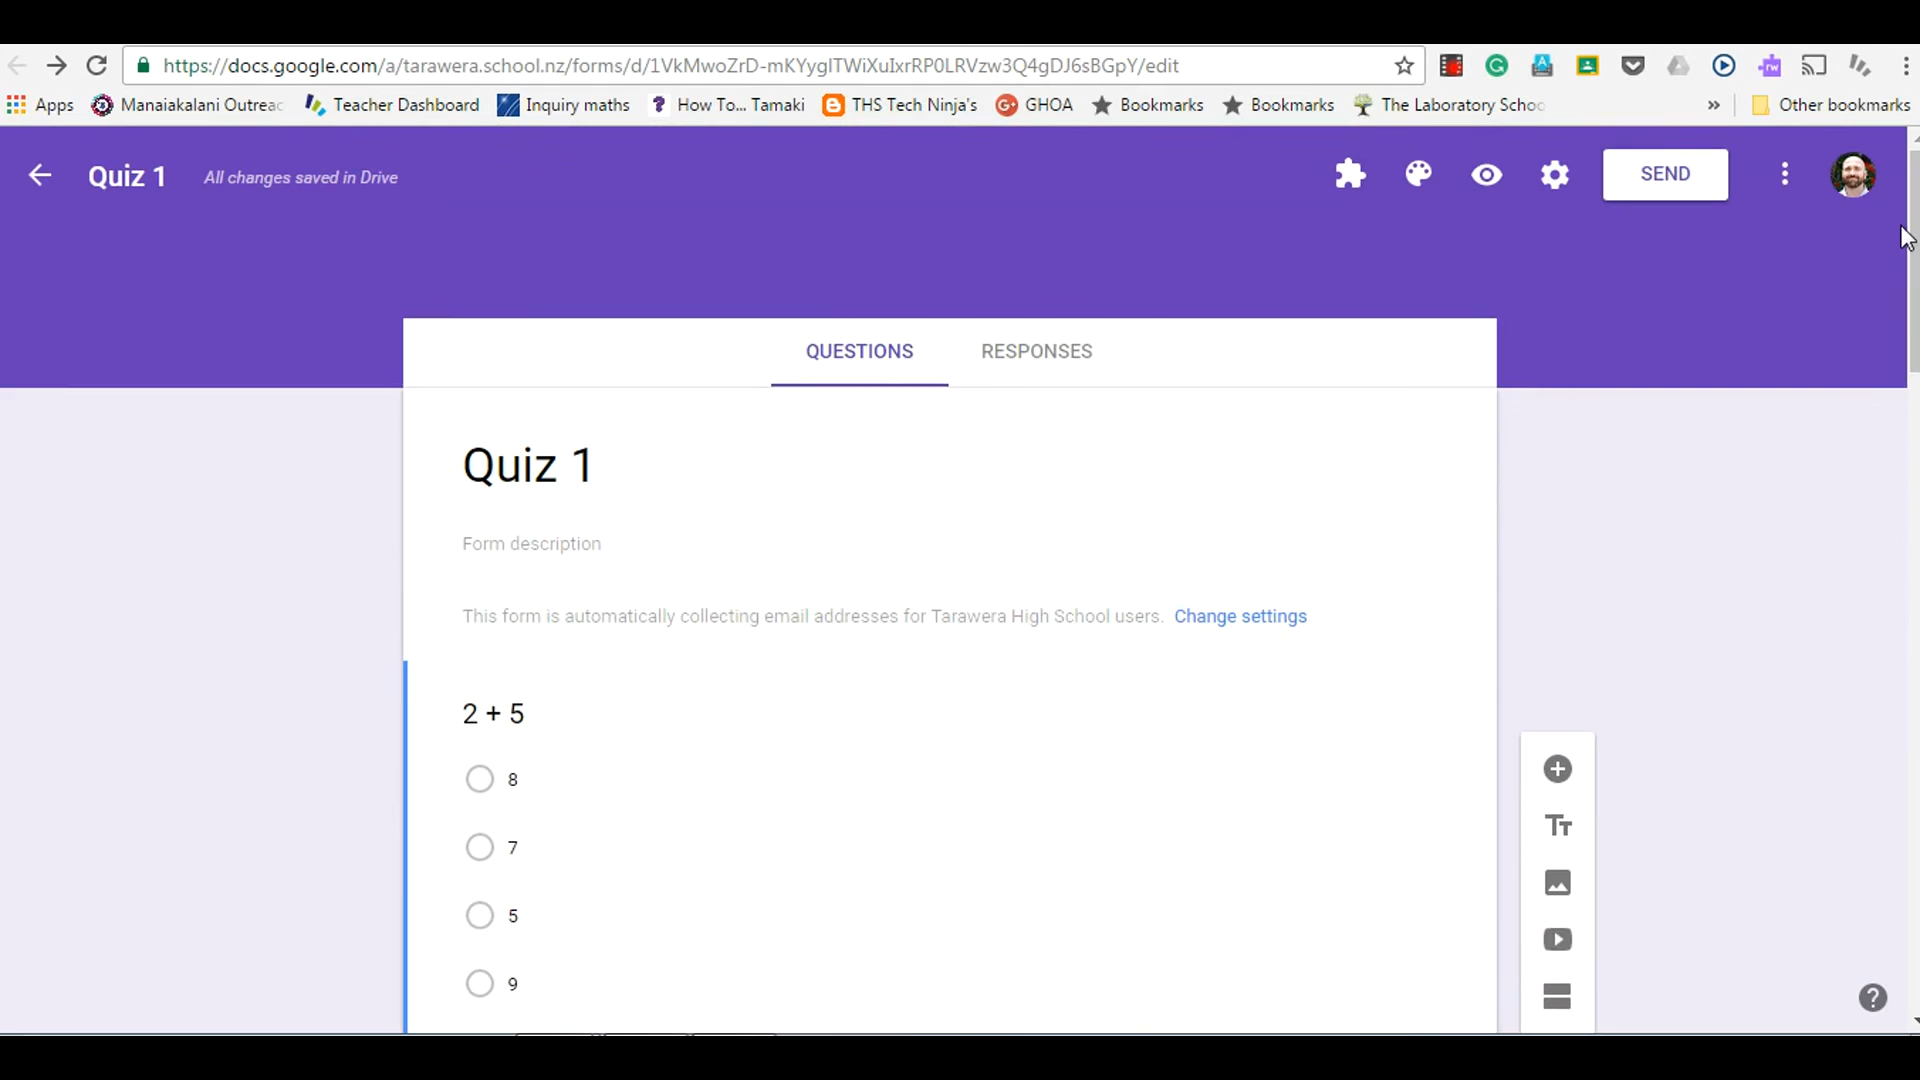 https://docs.google.com/a/tarawera.school.nz/forms/d/1VkMwoZrD-mKYygITWiXuIxrRP0LRVzw3Q4gDJ6sBGpY/edit
Apps Manaiakalani Outreac Teacher Dashboard Inquiry maths How To... Tamaki THS Tech Ninja's GHOA Bookmarks Bookmarks The Laboratory Schoo » Other bookmarks
Quiz 1 All changes saved in Drive SEND
QUESTIONS RESPONSES
Quiz 1
Form description
This form is automatically collecting email addresses for Tarawera High School users. Change settings
2 + 5
8
7
5
9